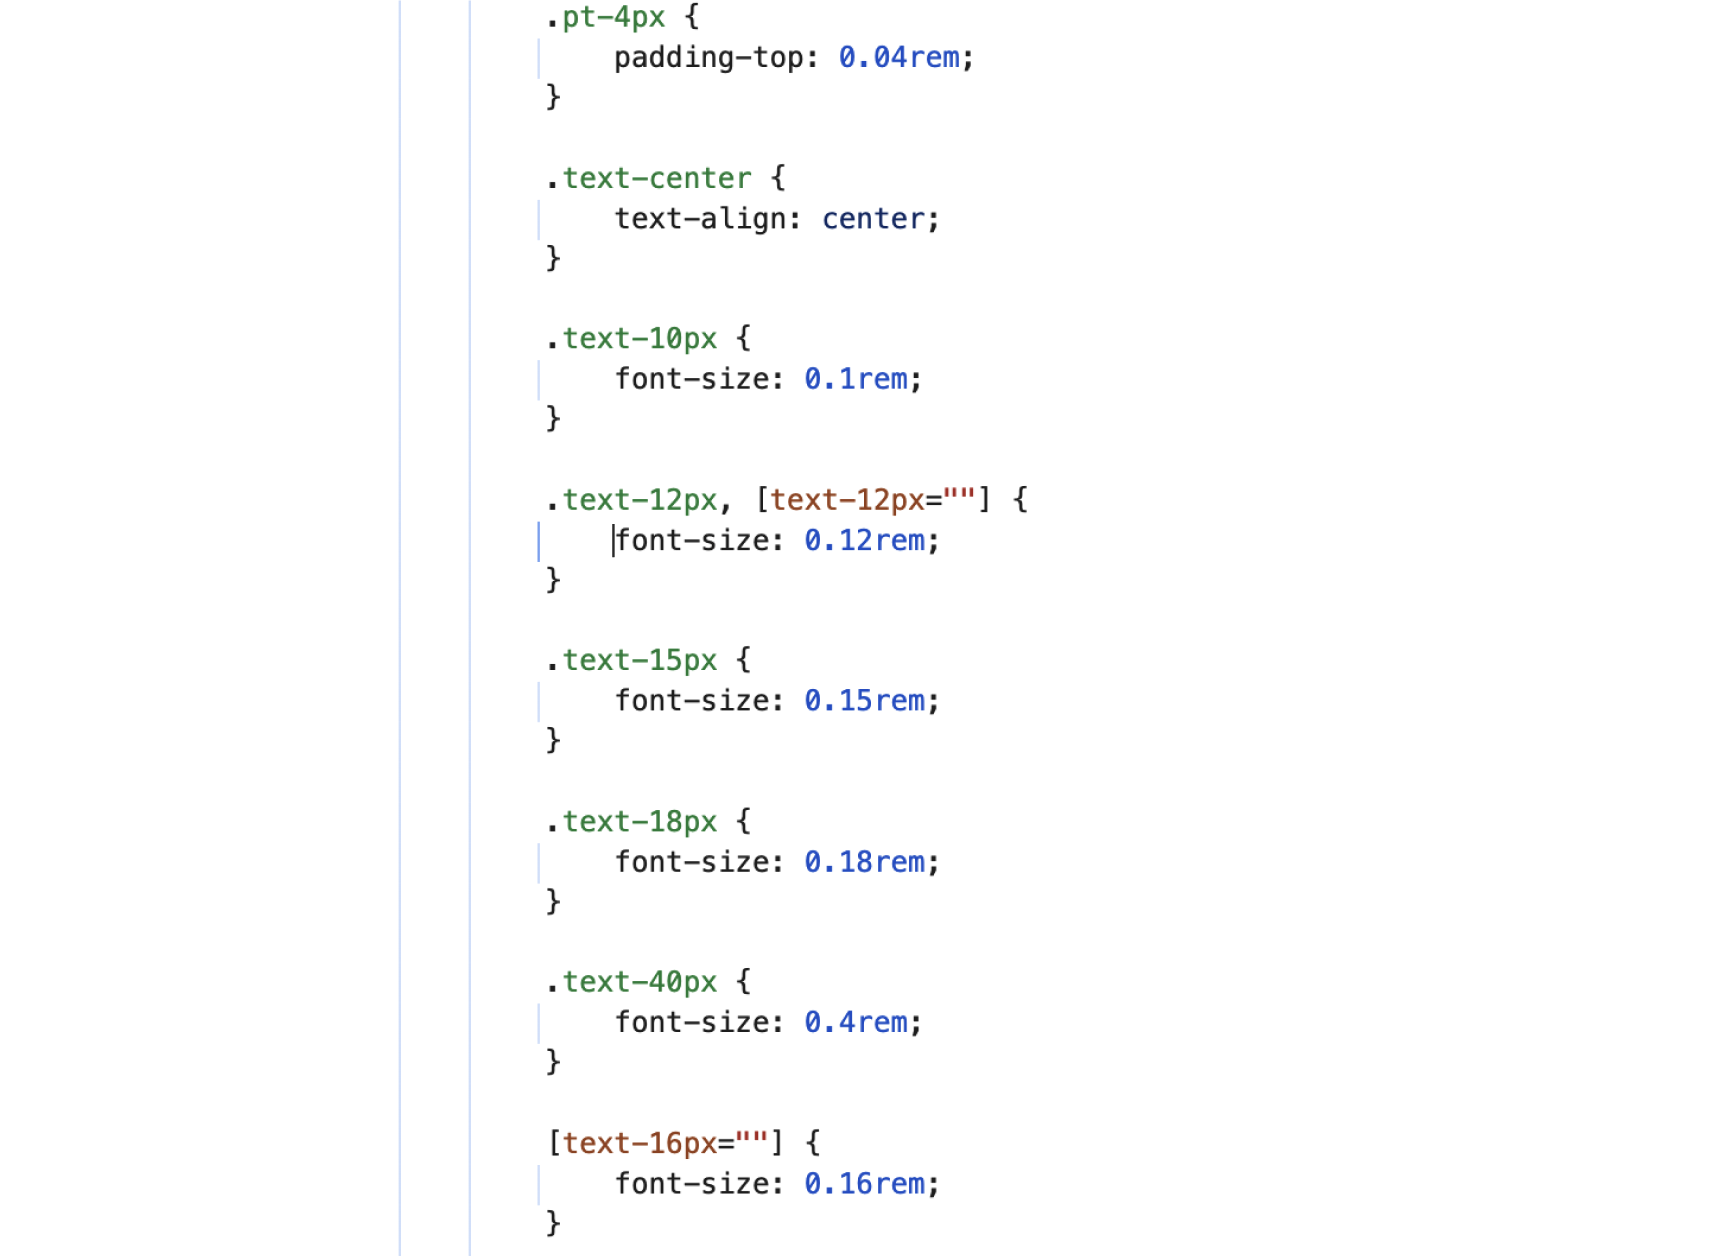 .pt-4px {
    padding-top: 0.04rem;
}

.text-center {
    text-align: center;
}

.text-10px {
    font-size: 0.1rem;
}

.text-12px, [text-12px=""] {
    font-size: 0.12rem;
}

.text-15px {
    font-size: 0.15rem;
}

.text-18px {
    font-size: 0.18rem;
}

.text-40px {
    font-size: 0.4rem;
}

[text-16px=""] {
    font-size: 0.16rem;
}